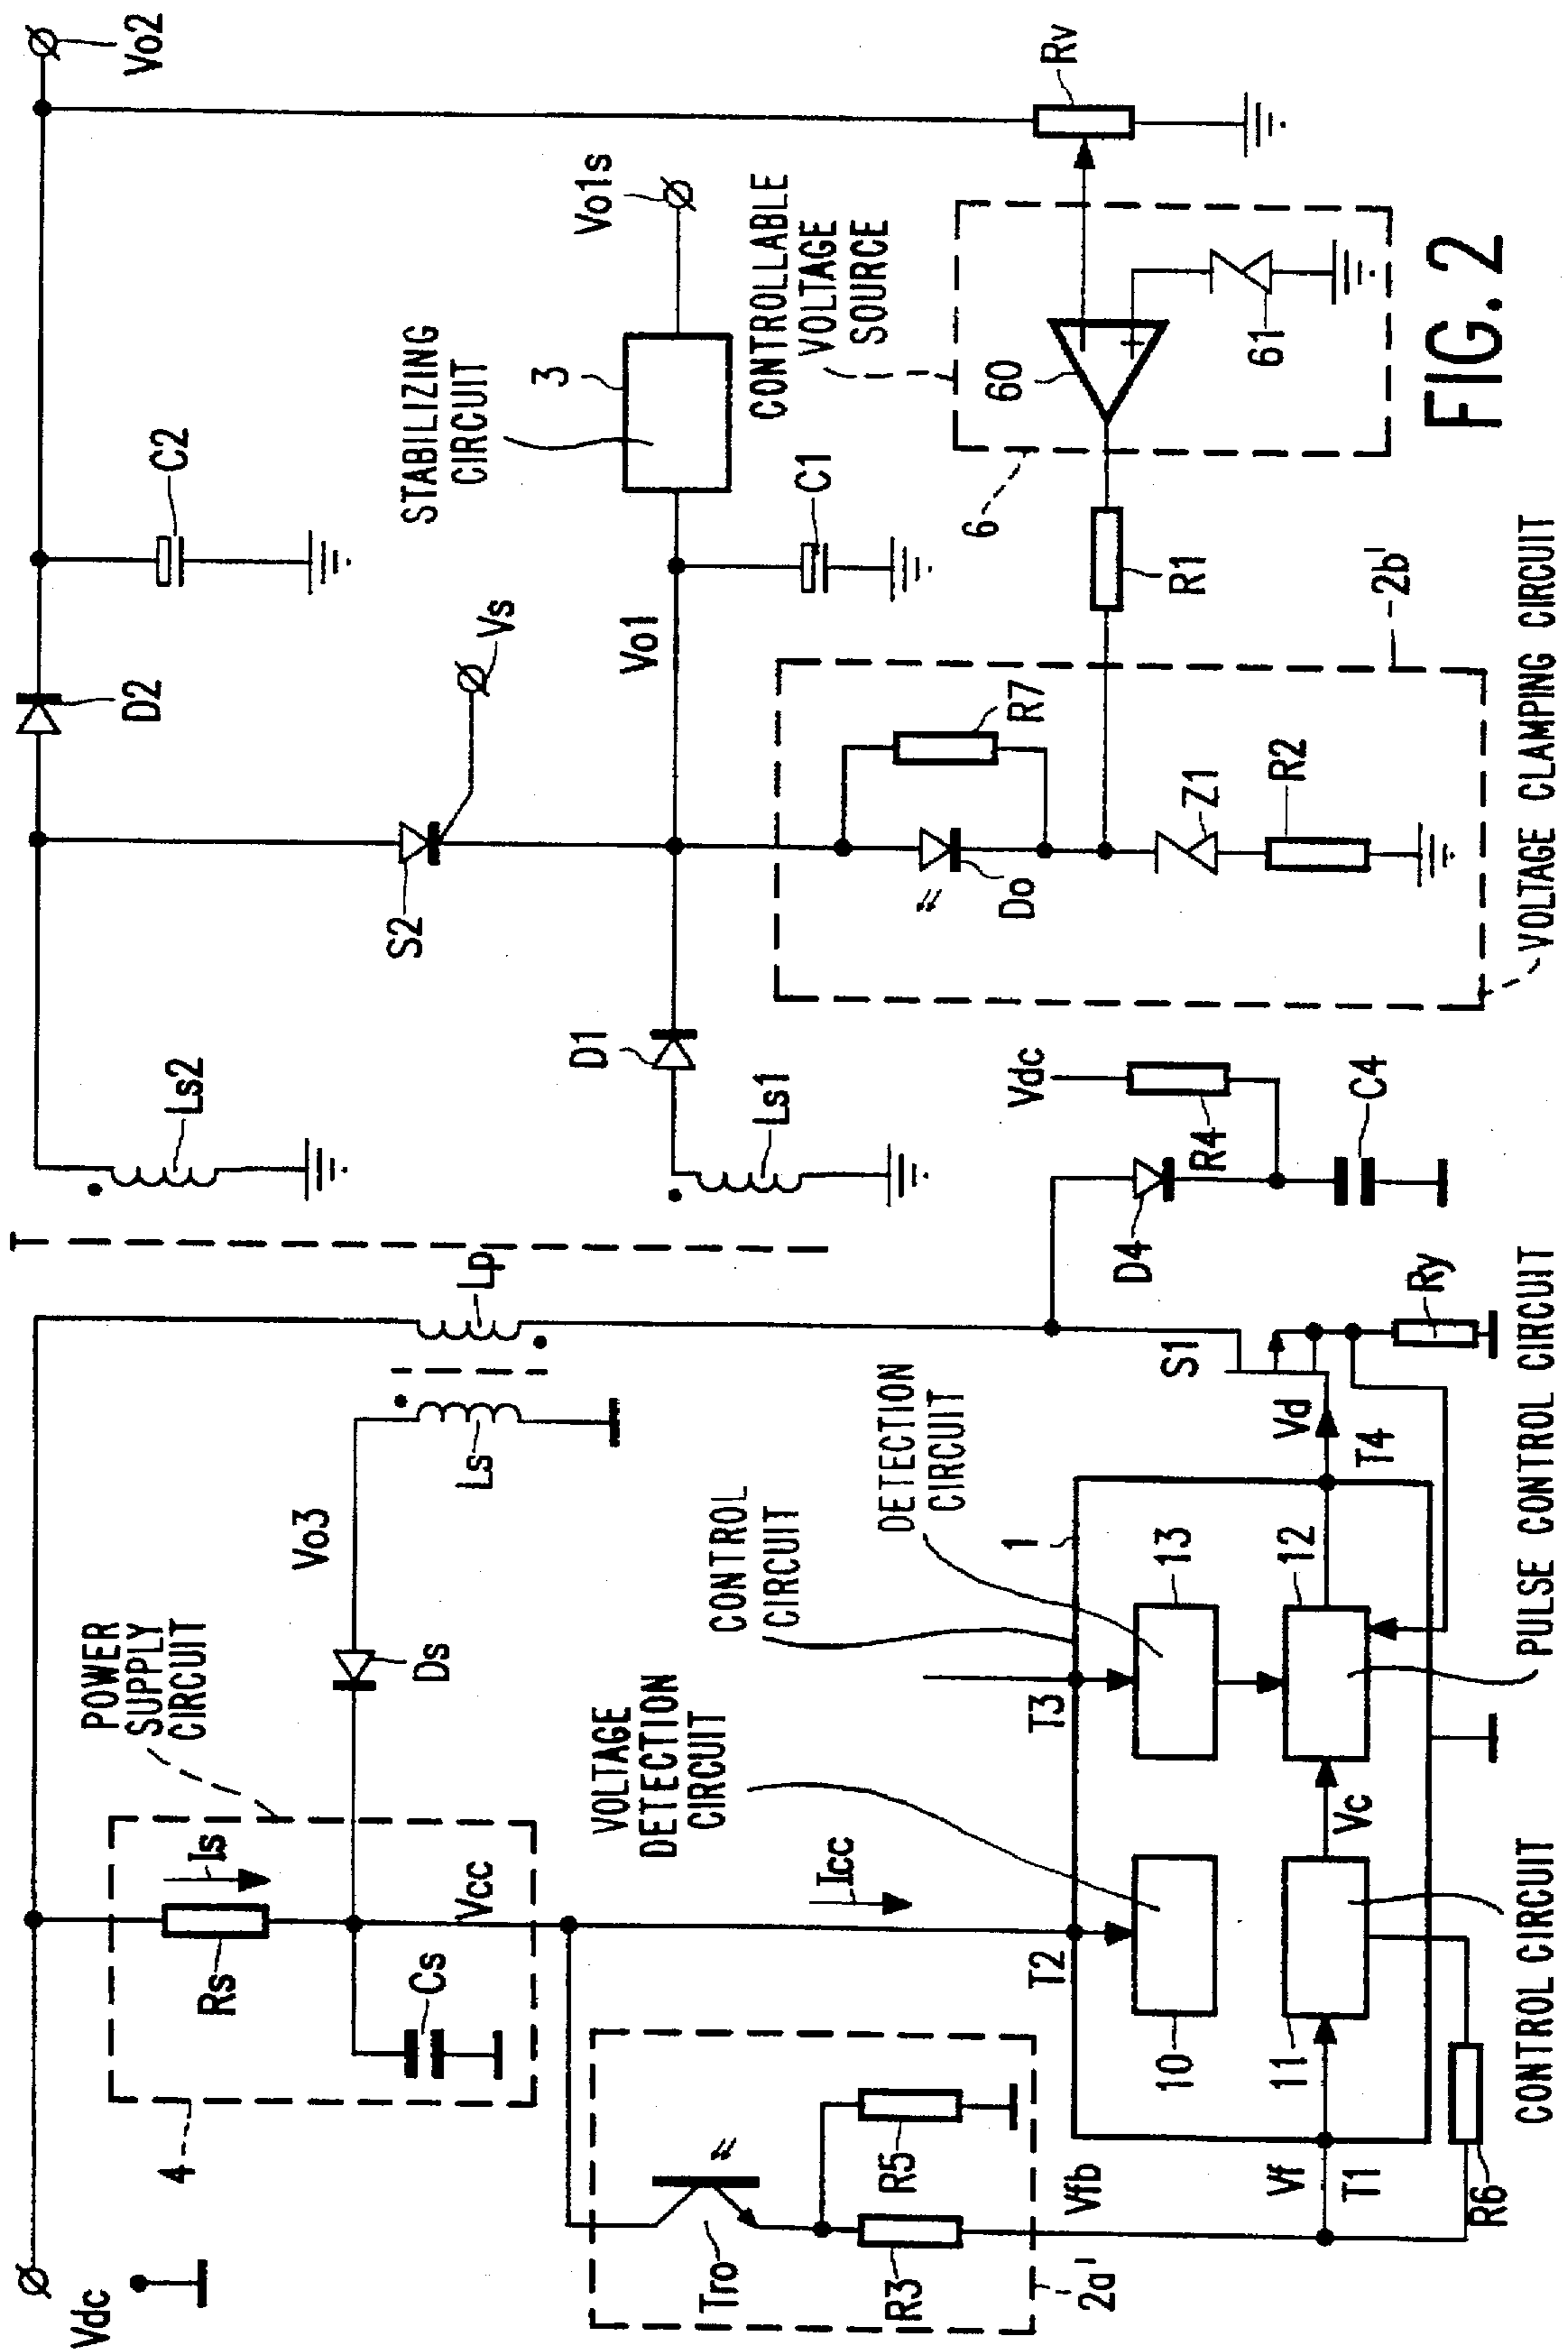 Vdc
4
POWER
SUPPLY
CIRCUIT
Rs
Is
Cs
Vcc
Vo3
Ds
Ls
Lp
Ls2
D2
C2
Vo2
S2
Vs
STABILIZING
CIRCUIT
3
Vo1s
Vo1
D1
Ls1
C1
CONTROLLABLE
VOLTAGE
SOURCE
Rv
6
60
−
+
61
R1
R7
Do
Z1
R2
2b'
VOLTAGE CLAMPING CIRCUIT
Tro
R5
R3
2a'
Vfb
VOLTAGE
DETECTION
CIRCUIT
Icc
CONTROL
CIRCUIT
DETECTION
CIRCUIT
T2
T3
1
10
13
11
12
Vc
Vf
T1
R6
Vd
T4
S1
Ry
D4
R4
Vdc
C4
CONTROL CIRCUIT
PULSE CONTROL CIRCUIT
FIG. 2